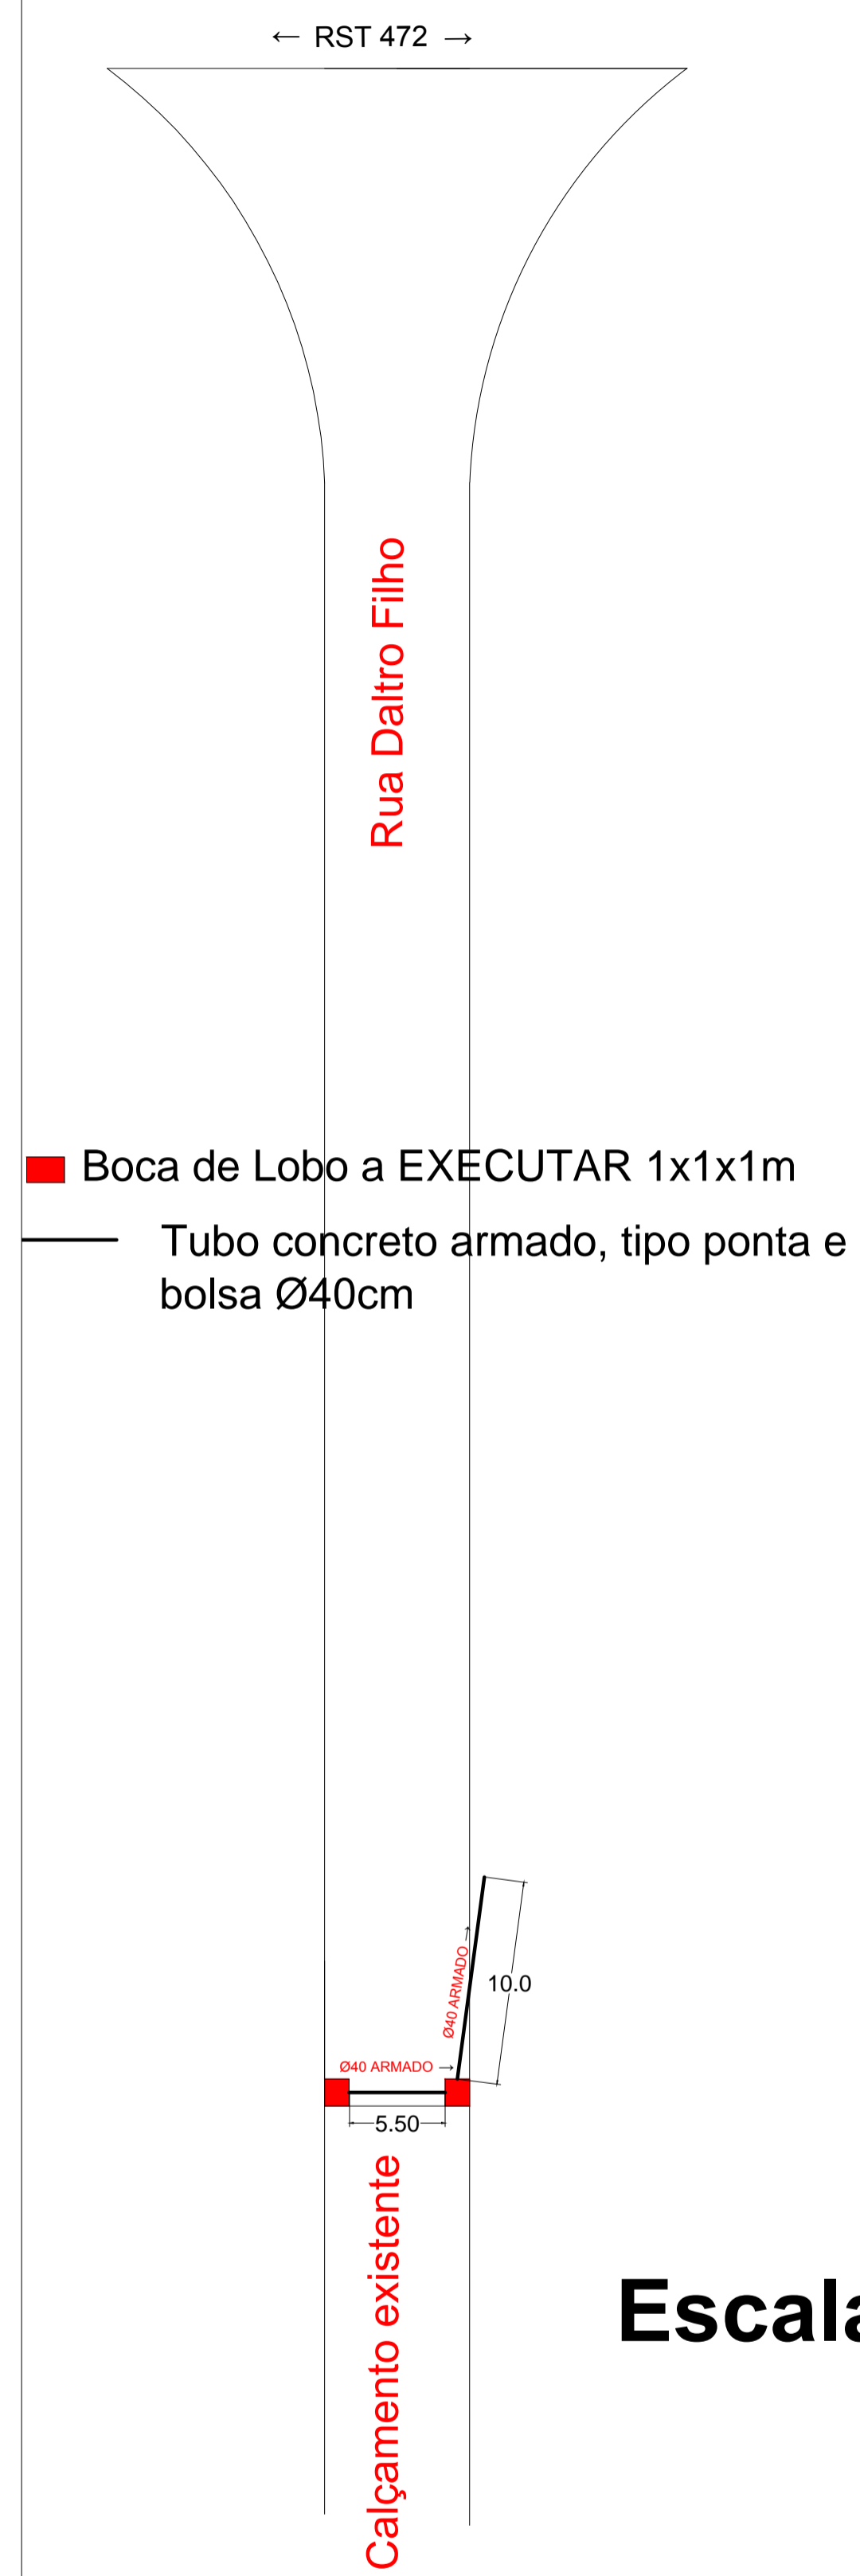 ← RST 472 →
Rua Daltro Filho
Boca de Lobo a EXECUTAR 1x1x1m
Tubo concreto armado, tipo ponta e
bolsa Ø40cm
Ø40 ARMADO →
10.0
Ø40 ARMADO →
5.50
Calçamento existente